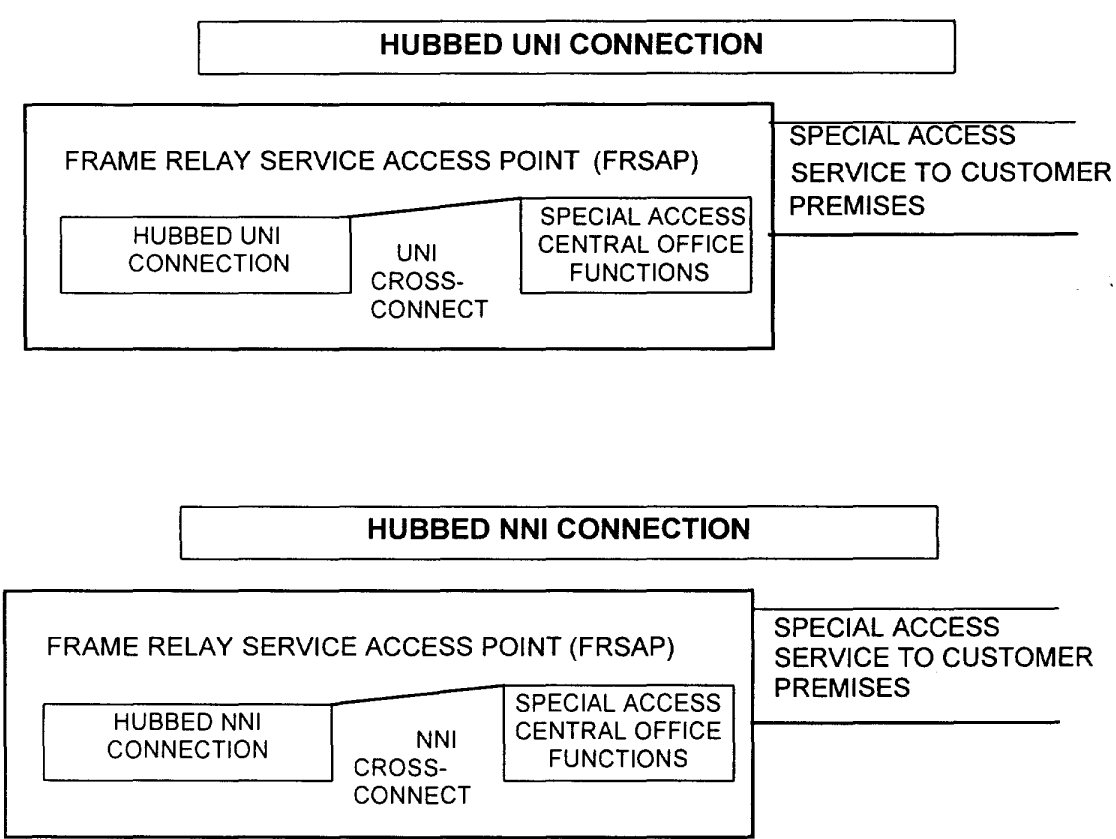 HUBBED UNI CONNECTION
FRAME RELAY SERVICE ACCESS POINT (FRSAP)
HUBBED UNI
CONNECTION
UNI
CROSS-
CONNECT
SPECIAL ACCESS
CENTRAL OFFICE
FUNCTIONS
SPECIAL ACCESS
SERVICE TO CUSTOMER
PREMISES
HUBBED NNI CONNECTION
FRAME RELAY SERVICE ACCESS POINT (FRSAP)
HUBBED NNI
CONNECTION
NNI
CROSS-
CONNECT
SPECIAL ACCESS
CENTRAL OFFICE
FUNCTIONS
SPECIAL ACCESS
SERVICE TO CUSTOMER
PREMISES